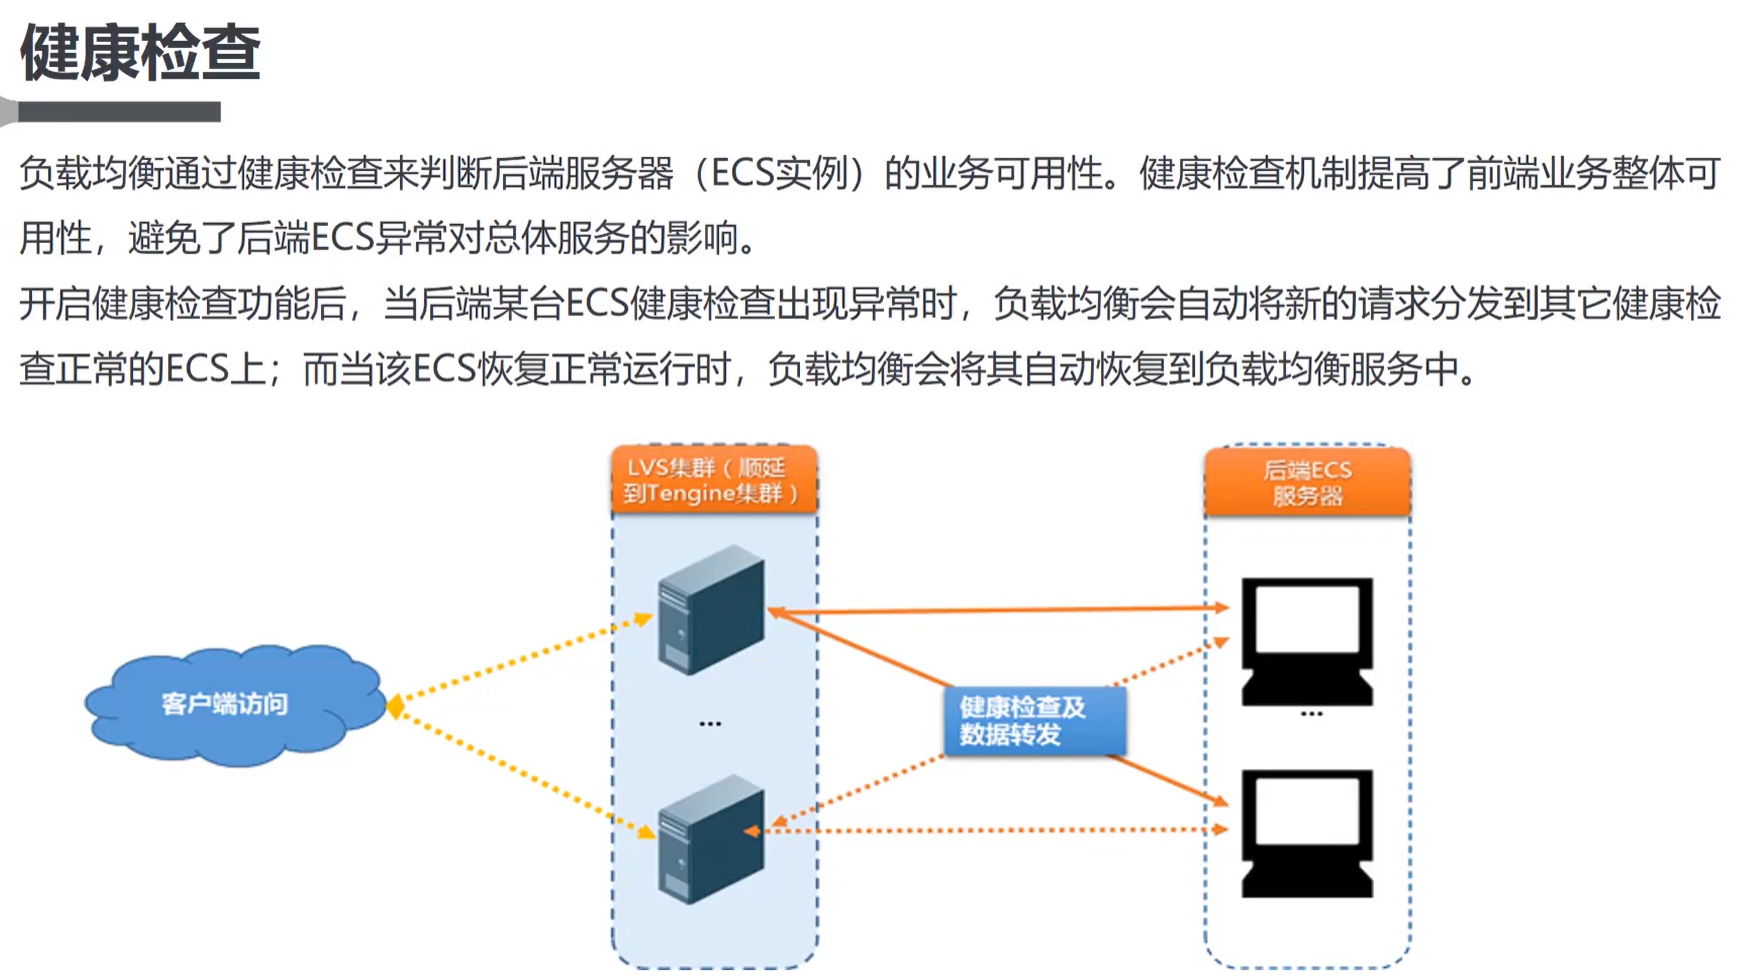 健康检查
负载均衡通过健康检查来判断后端服务器（ECS实例）的业务可用性。健康检查机制提高了前端业务整体可
用性，避免了后端ECS异常对总体服务的影响。
开启健康检查功能后，当后端某台ECS健康检查出现异常时，负载均衡会自动将新的请求分发到其它健康检
查正常的ECS上；而当该ECS恢复正常运行时，负载均衡会将其自动恢复到负载均衡服务中。
LVS集群（顺延
到Tengine集群）
后端ECS
服务器
客户端访问
...
健康检查及
数据转发
...